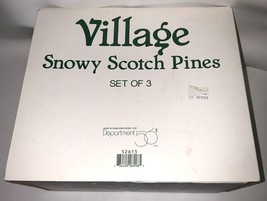 Village
Snowy Scotch Pines
SET OF 3
Department 56
52615